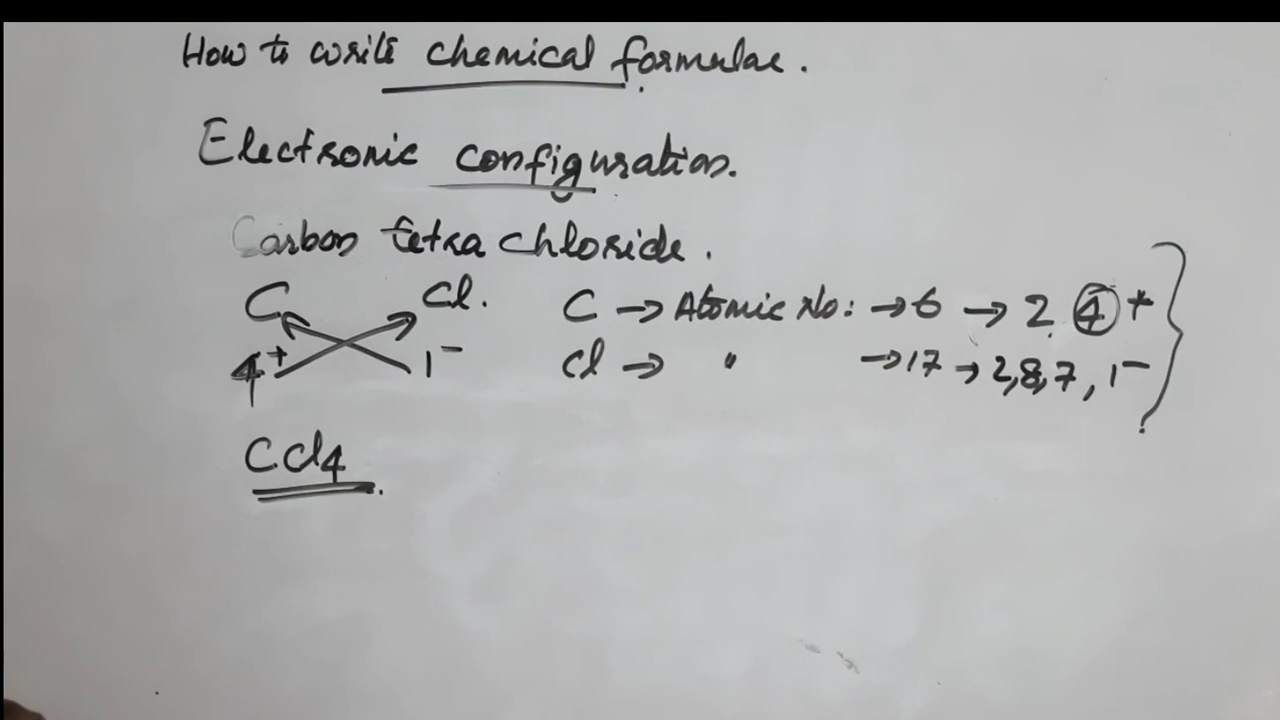 How to write chemical formulae.
Electronic configuration.
Carbon tetra chloride.
C Cl. C → Atomic No: → 6 → 2 4 +
4+ 1− Cl → " → 17 → 2,8,7, 1−
CCl4